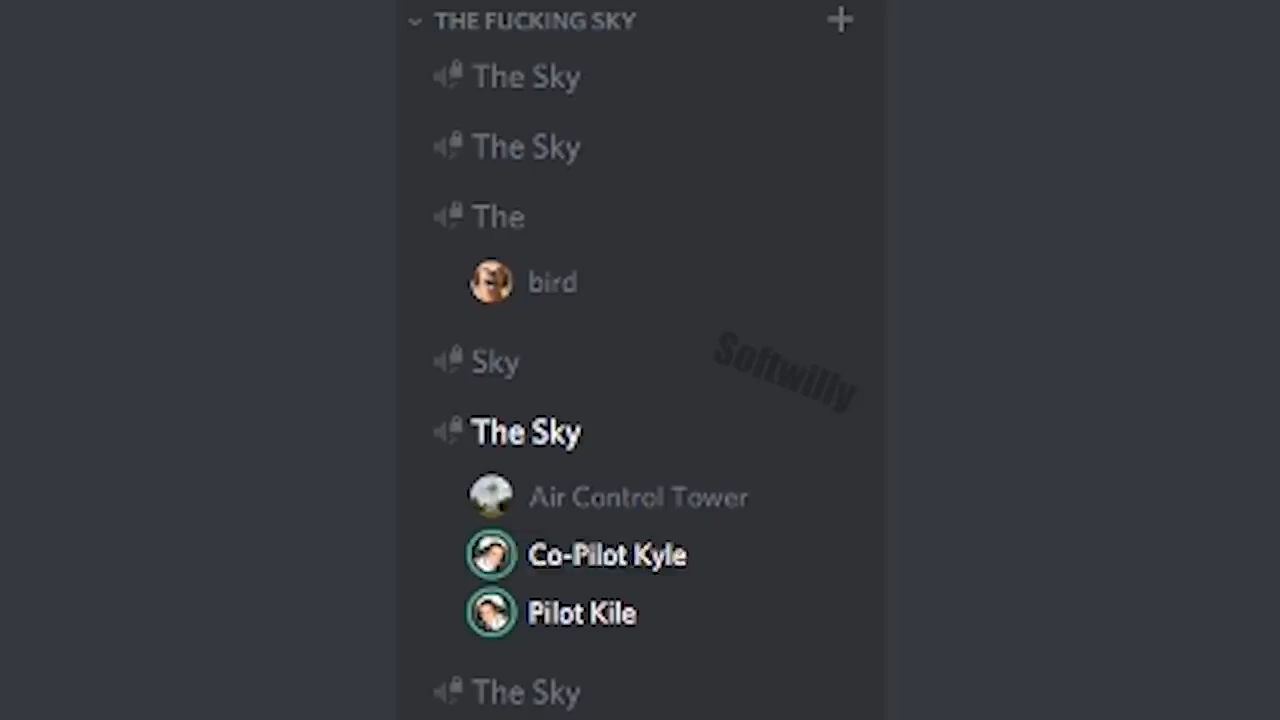 THE FUCKING SKY
The Sky
The Sky
The
bird
Sky
Softwilly
The Sky
Air Control Tower
Co-Pilot Kyle
Pilot Kile
The Sky